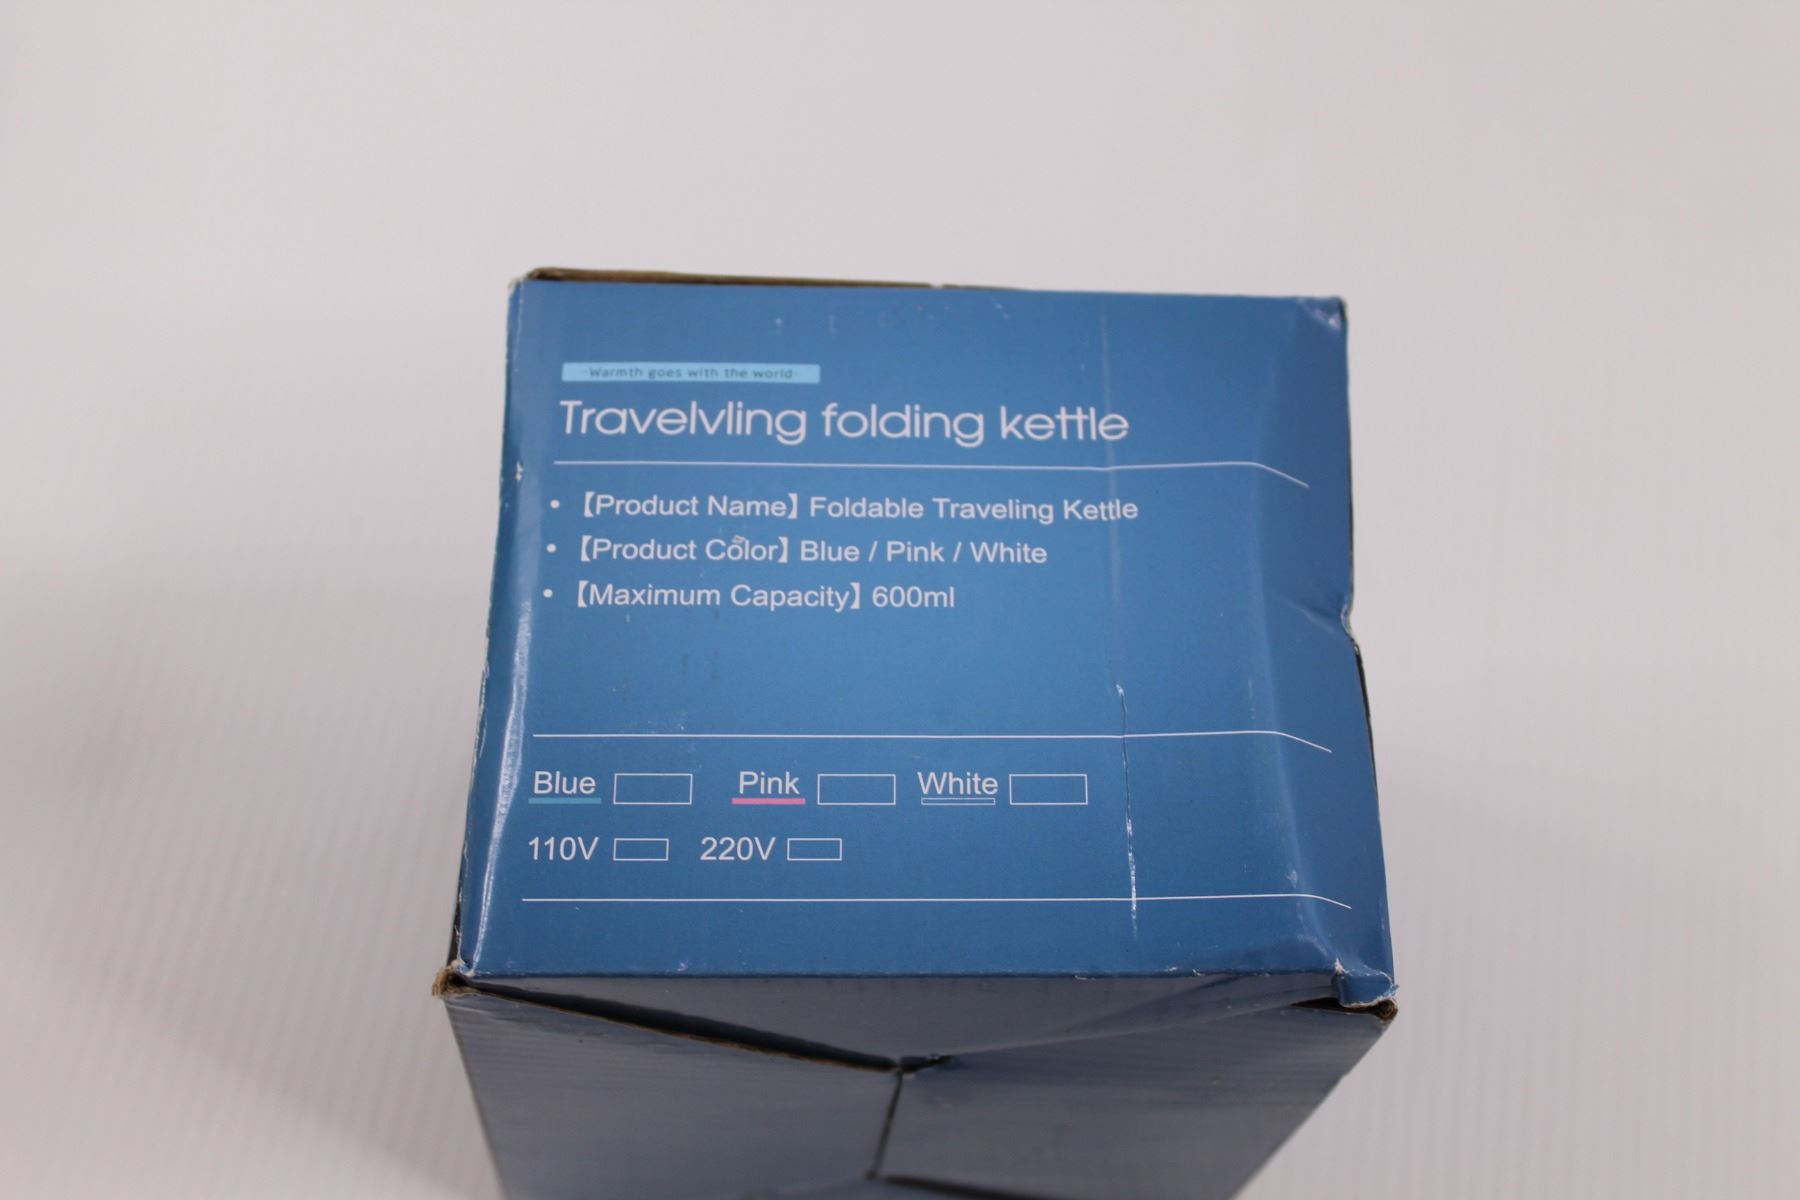 ·Warmth goes with the world·
Travelvling folding kettle
• 【Product Name】 Foldable Traveling Kettle
• 【Product Color】 Blue / Pink / White
• 【Maximum Capacity】 600ml
Blue Pink White
110V 220V